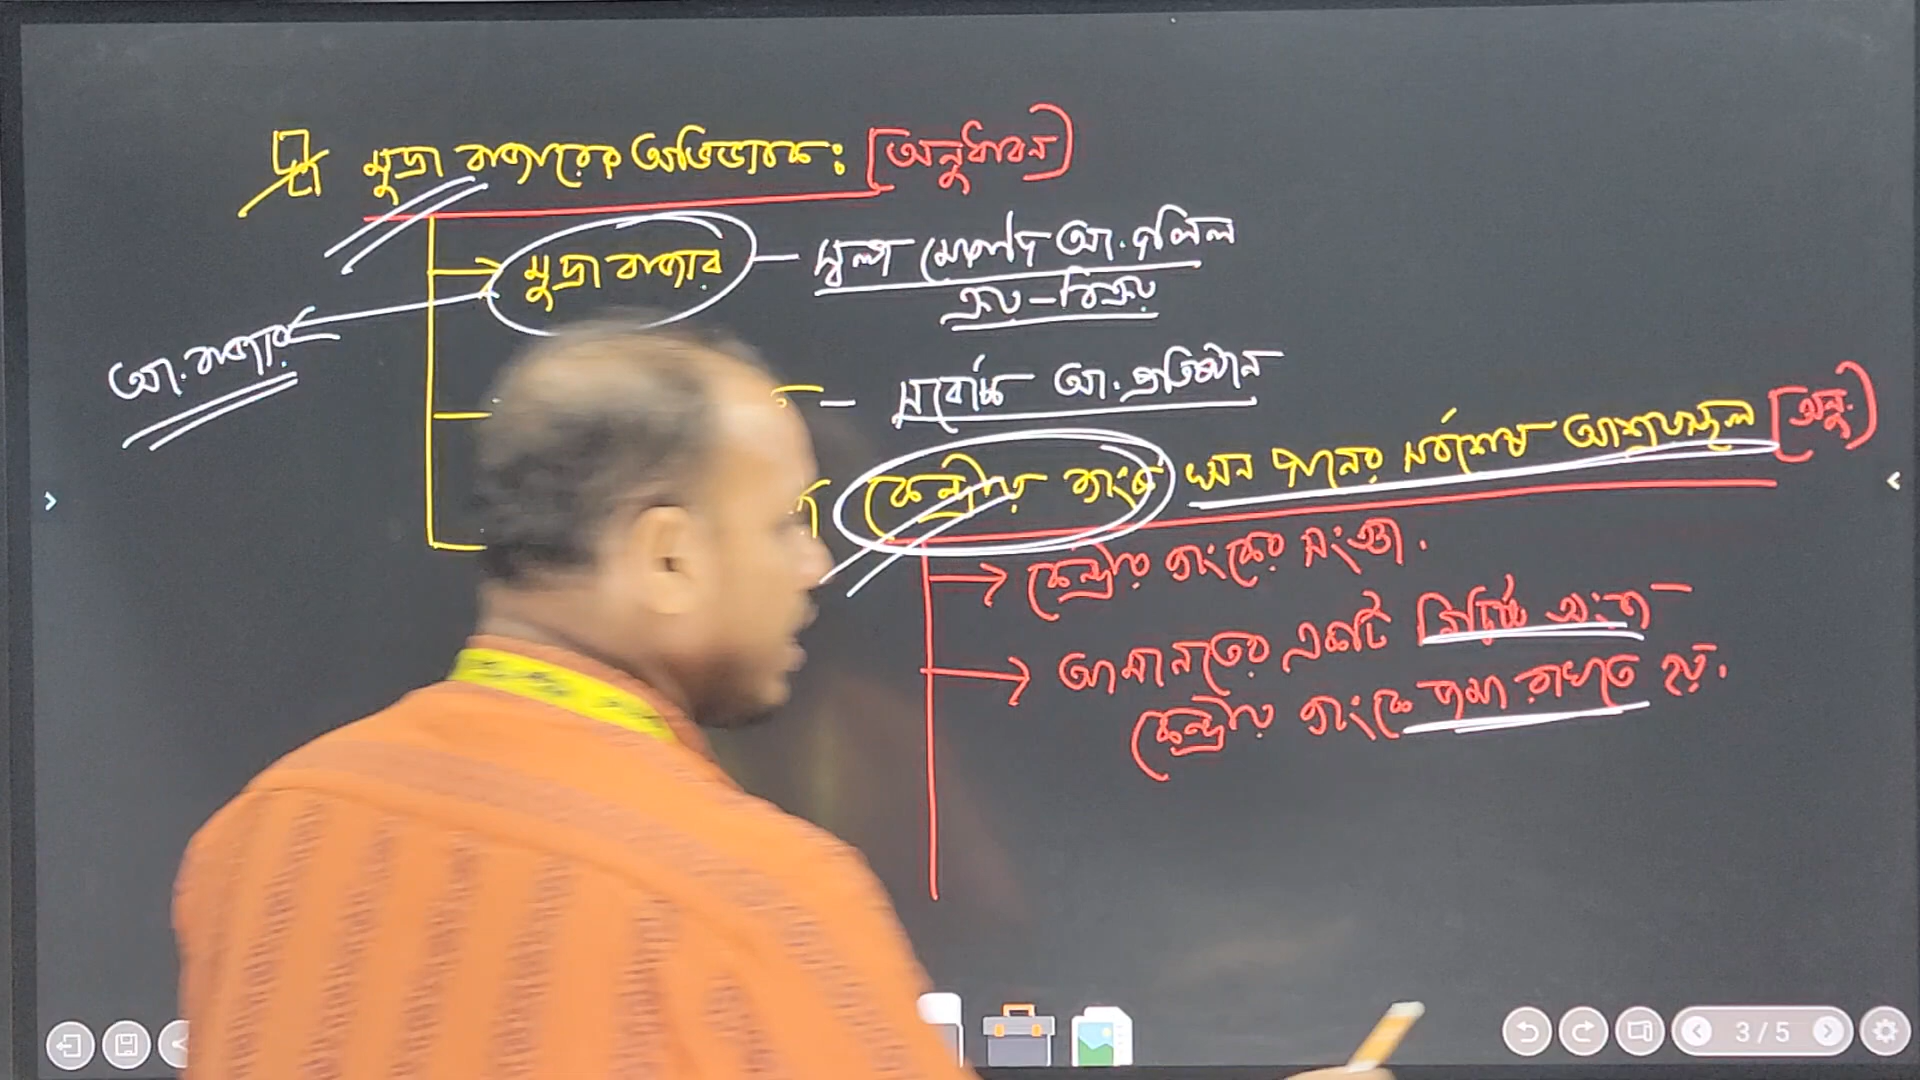 মুদ্রা বাজারের অভিভাবক: [অনুধাবন]
মুদ্রা বাজার – স্বল্প মেয়াদি আ. দলিল
ক্রয় – বিক্রয়
আ. বাজার
– সর্বোচ্চ আ. প্রতিষ্ঠান
কেন্দ্রীয় ব্যাংক ঋণ দানের সর্বশেষ আশ্রয়স্থল [অনু.]
কেন্দ্রীয় ব্যাংকের সংজ্ঞা.
আমানতের একটি নির্দিষ্ট অংশ
কেন্দ্রীয় ব্যাংকে জমা রাখতে হয়.
3 / 5